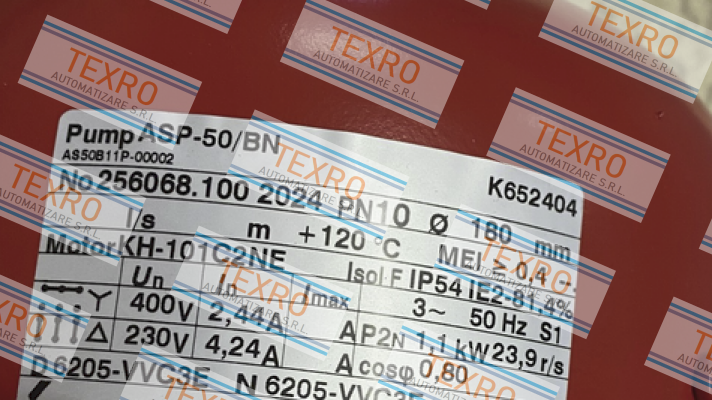 Pump ASP-50/BN
AS50B11P-00002
K652404
No 256068.100 2024 PN10 Ø 180 mm
l/s m +120 °C MEI ≥ 0,4 --
Motor KH-101C2NE Isol F IP54 IE2-81.4%
Un In Imax 3~ 50 Hz S1
Y 400V 2,44A A P2N 1,1 kW 23,9 r/s
Δ 230V 4,24A A cosφ 0,80
D 6205-VVC3E N 6205-VVC3E
TEXRO
AUTOMATIZARE S.R.L.